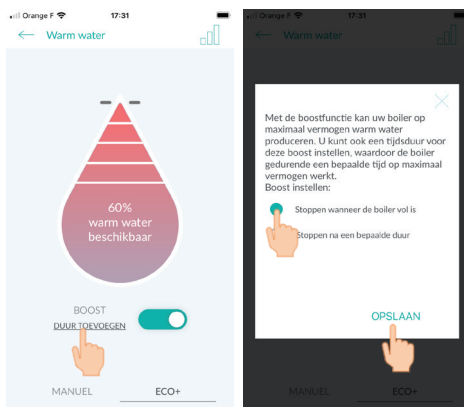 Orange F 17:31
Warm water
60%
warm water
beschikbaar
BOOST
DUUR TOEVOEGEN
MANUEL ECO+
Orange F 17:31
Warm water
Met de boostfunctie kan uw boiler op
maximaal vermogen warm water
produceren. U kunt ook een tijdsduur voor
deze boost instellen, waardoor de boiler
gedurende een bepaalde tijd op maximaal
vermogen werkt.
Boost instellen:
Stoppen wanneer de boiler vol is
Stoppen na een bepaalde duur
OPSLAAN
MANUEL ECO+